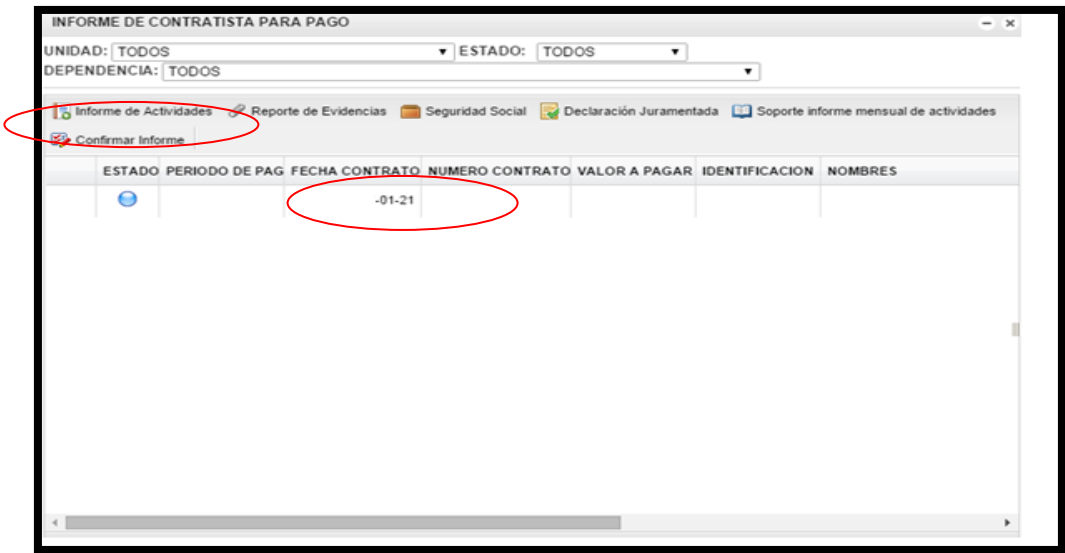 INFORME DE CONTRATISTA PARA PAGO
UNIDAD: TODOS ESTADO: TODOS
DEPENDENCIA: TODOS
Informe de Actividades Reporte de Evidencias Seguridad Social Declaración Juramentada Soporte informe mensual de actividades
Confirmar Informe
ESTADO PERIODO DE PAG FECHA CONTRATO NUMERO CONTRATO VALOR A PAGAR IDENTIFICACION NOMBRES
-01-21